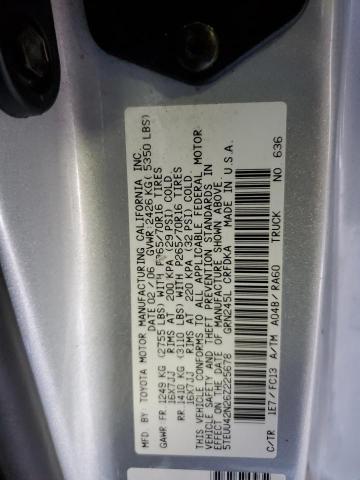 MFD. BY: TOYOTA MOTOR MANUFACTURING CALIFORNIA INC.
DATE 02/06 GVWR: 2426 KG (5350 LBS)
GAWR FR 1249 KG (2755 LBS) WITH P265/70R16 TIRES
16X7JJ RIMS AT 200 KPA (29 PSI) COLD.
RR 1410 KG (3110 LBS) WITH P265/70R16 TIRES
16X7JJ RIMS AT 220 KPA (32 PSI) COLD.
THIS VEHICLE CONFORMS TO ALL APPLICABLE FEDERAL MOTOR
VEHICLE SAFETY AND THEFT PREVENTION STANDARDS IN
EFFECT ON THE DATE OF MANUFACTURE SHOWN ABOVE.
5TEUU42N26Z225678 GRN245L CRFDKA MADE IN U.S.A.
C/TR 1E7/FC13 A/TM A04B/RA60 TRUCK NO 636